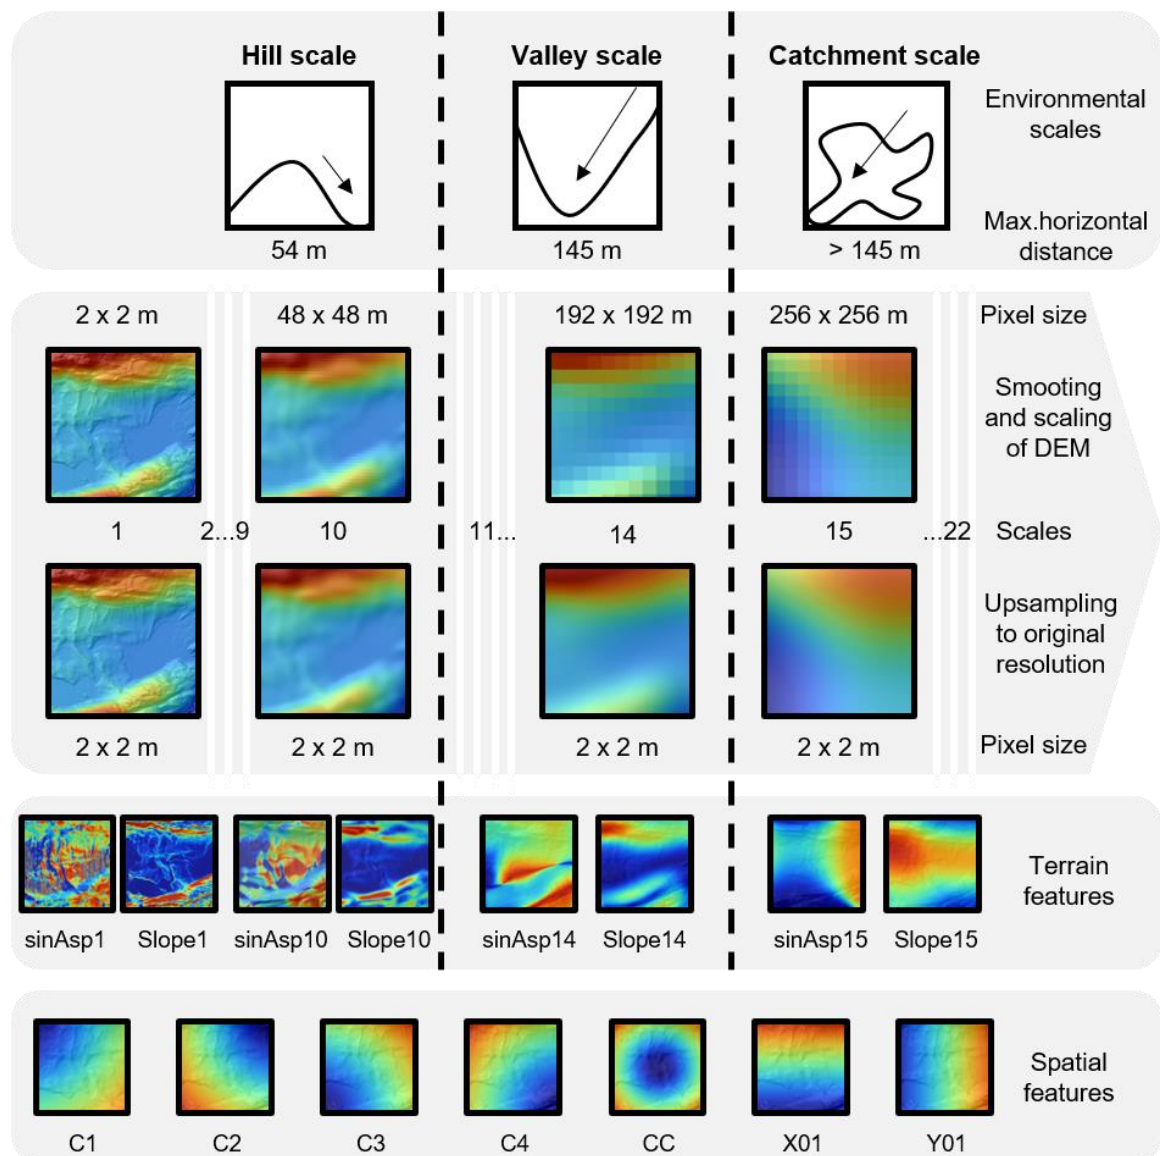 Hill scale
Valley scale
Catchment scale
Environmental
scales
54 m
145 m
> 145 m
Max.horizontal
distance
2 x 2 m
48 x 48 m
192 x 192 m
256 x 256 m
Pixel size
Smooting
and scaling
of DEM
1
2...9
10
11...
14
15
...22
Scales
Upsampling
to original
resolution
2 x 2 m
2 x 2 m
2 x 2 m
2 x 2 m
Pixel size
Terrain
features
sinAsp1
Slope1
sinAsp10
Slope10
sinAsp14
Slope14
sinAsp15
Slope15
Spatial
features
C1
C2
C3
C4
CC
X01
Y01